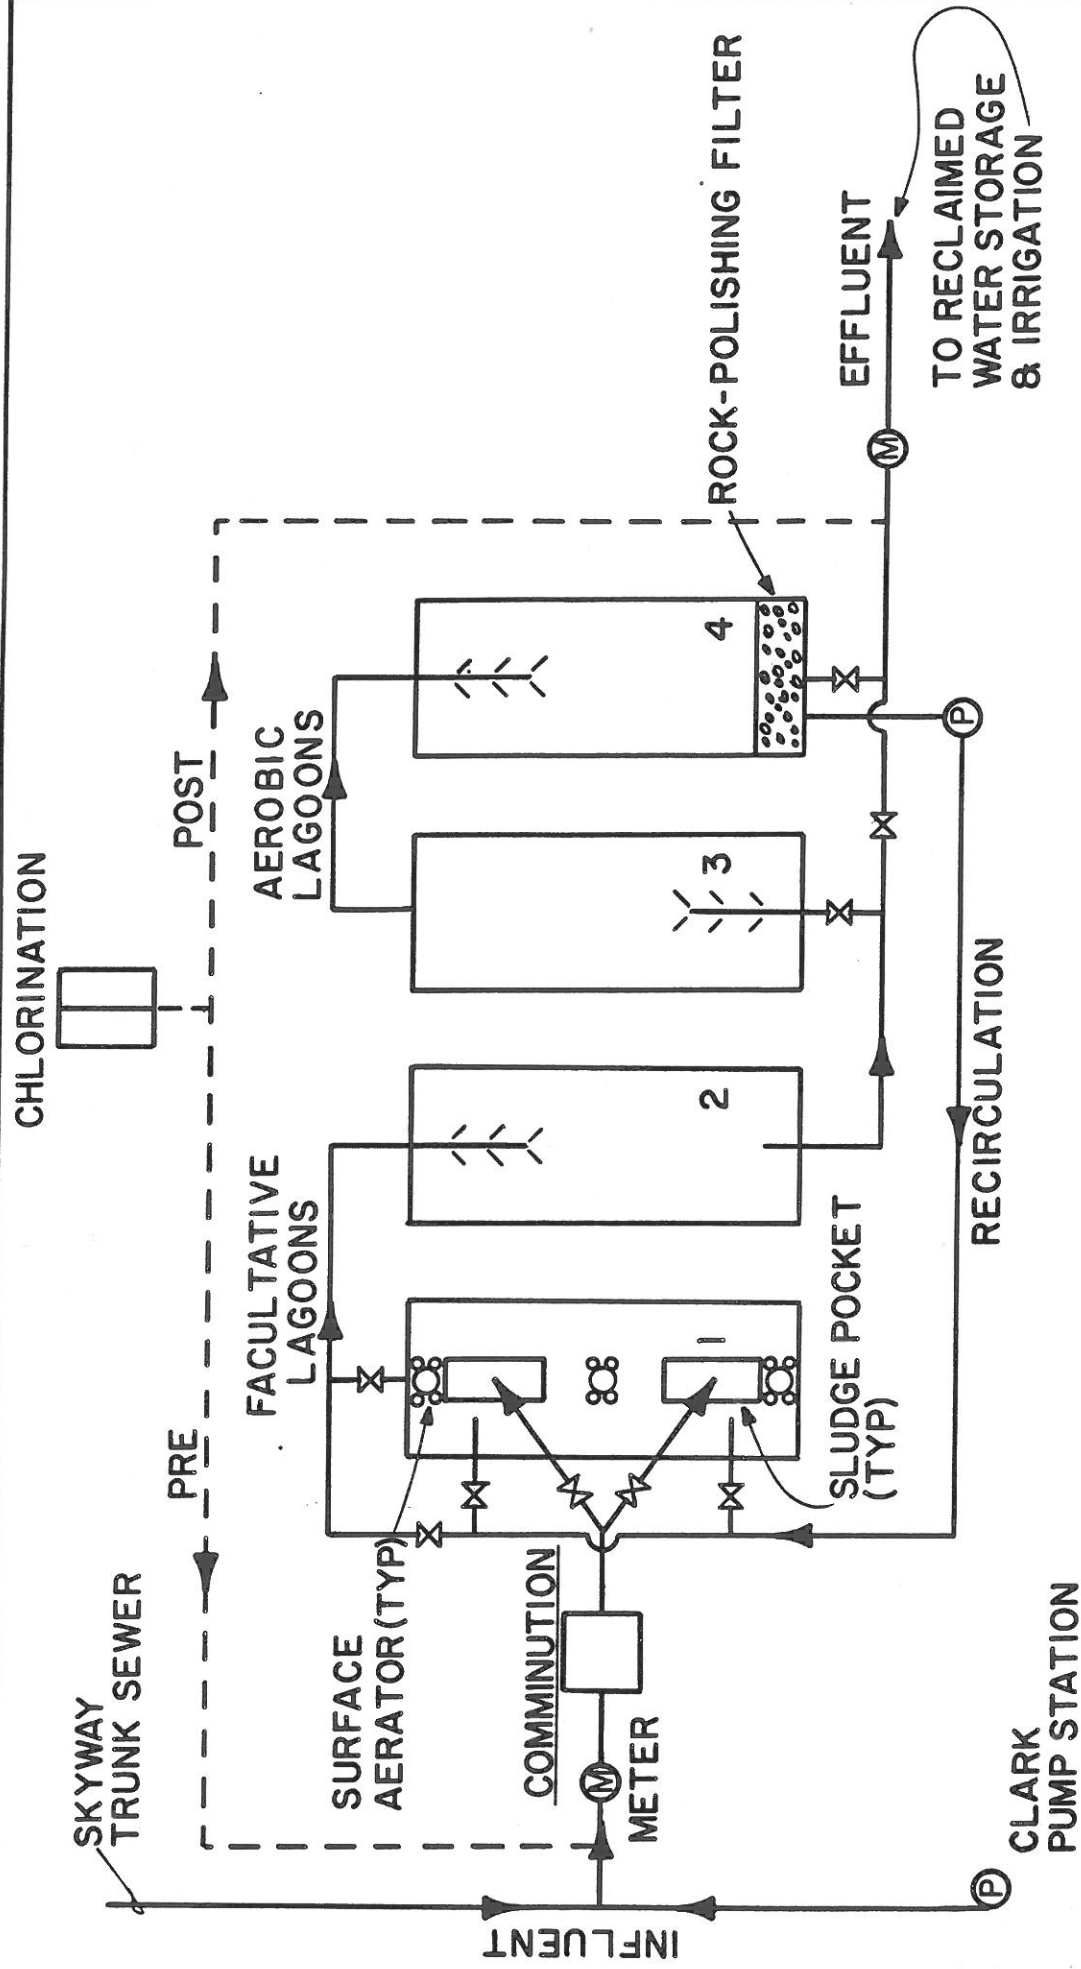 CHLORINATION
PRE
POST
SKYWAY
TRUNK SEWER
FACULTATIVE
LAGOONS
AEROBIC
LAGOONS
SURFACE
AERATOR (TYP)
COMMINUTION
M
METER
INFLUENT
1
2
3
4
ROCK-POLISHING FILTER
SLUDGE POCKET
(TYP)
EFFLUENT
M
P
RECIRCULATION
TO RECLAIMED
WATER STORAGE
& IRRIGATION
P
CLARK
PUMP STATION